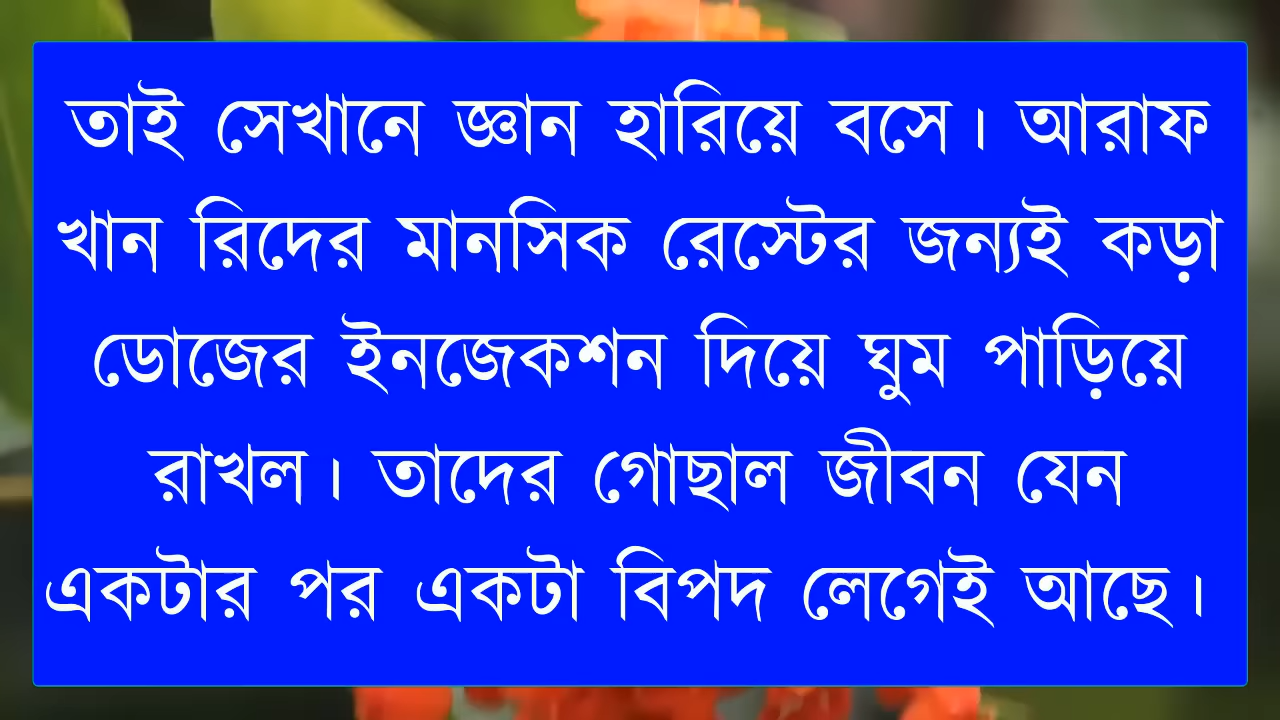 তাই সেখানে জ্ঞান হারিয়ে বসে। আরাফ
খান রিদের মানসিক রেস্টের জন্যই কড়া
ডোজের ইনজেকশন দিয়ে ঘুম পাড়িয়ে
রাখল। তাদের গোছাল জীবন যেন
একটার পর একটা বিপদ লেগেই আছে।